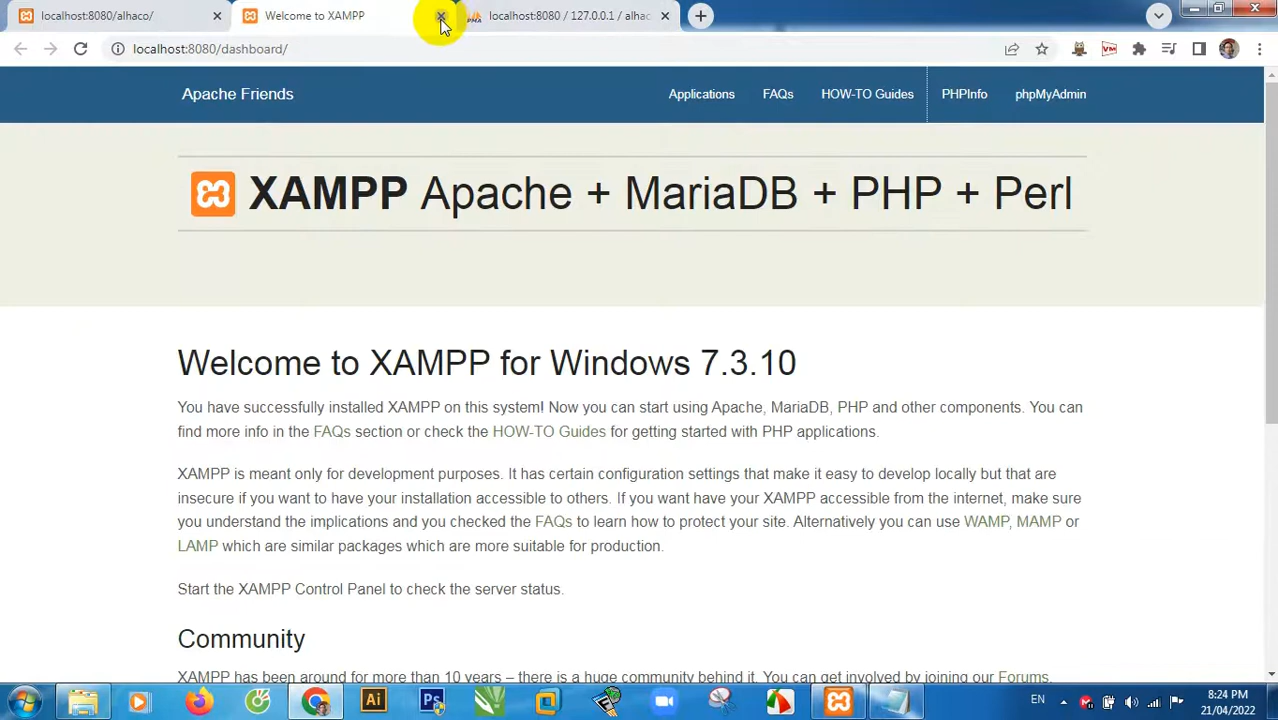 localhost:8080/alhaco/
Welcome to XAMPP
localhost:8080 / 127.0.0.1 / alhac
localhost:8080/dashboard/
Apache Friends
Applications
FAQs
HOW-TO Guides
PHPInfo
phpMyAdmin
XAMPP Apache + MariaDB + PHP + Perl
Welcome to XAMPP for Windows 7.3.10
You have successfully installed XAMPP on this system! Now you can start using Apache, MariaDB, PHP and other components. You can
find more info in the FAQs section or check the HOW-TO Guides for getting started with PHP applications.
XAMPP is meant only for development purposes. It has certain configuration settings that make it easy to develop locally but that are
insecure if you want to have your installation accessible to others. If you want have your XAMPP accessible from the internet, make sure
you understand the implications and you checked the FAQs to learn how to protect your site. Alternatively you can use WAMP, MAMP or
LAMP which are similar packages which are more suitable for production.
Start the XAMPP Control Panel to check the server status.
Community
XAMPP has been around for more than 10 years – there is a huge community behind it. You can get involved by joining our Forums,
Ai
Ps
EN
8:24 PM
21/04/2022